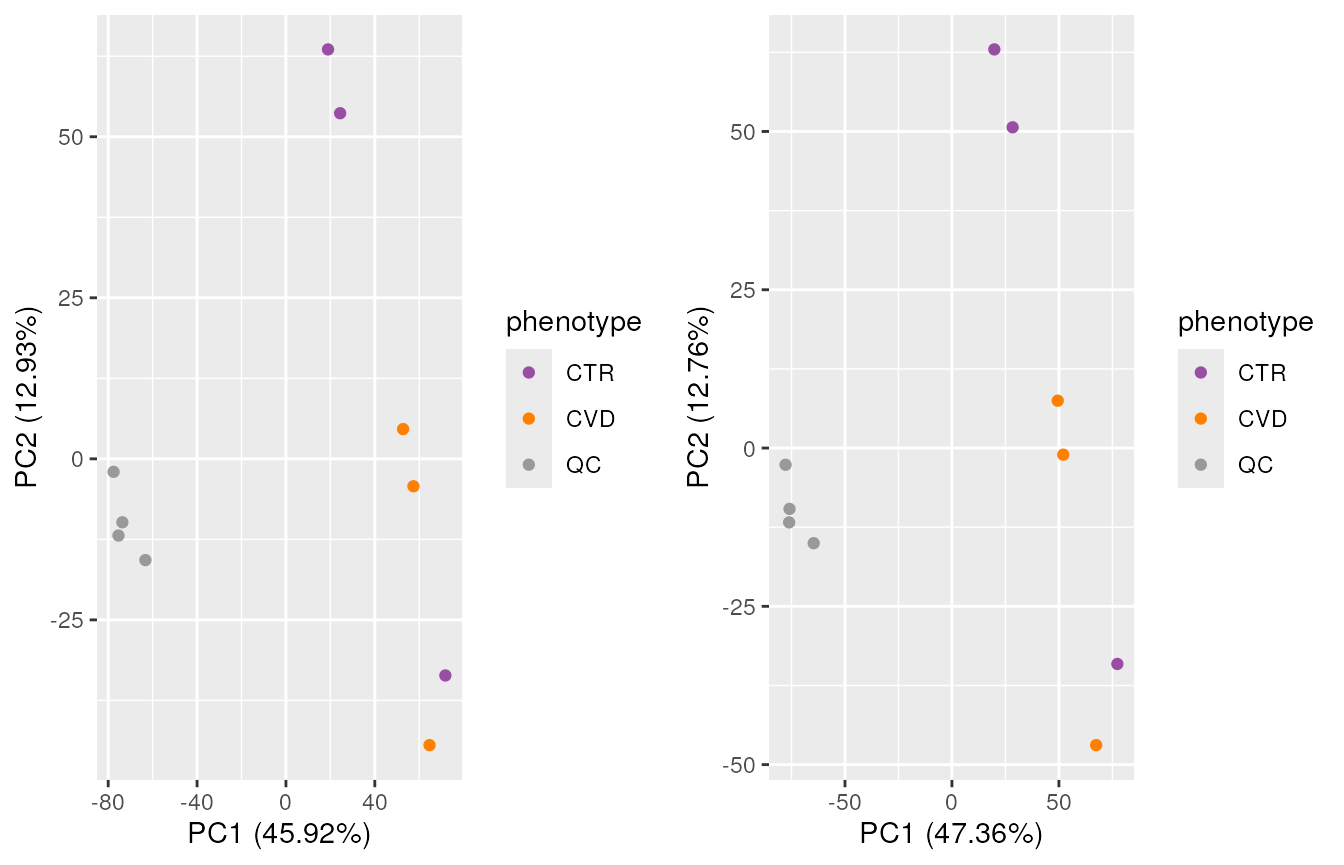 PC2 (12.93%)
50
25
0
-25
-80
-40
0
40
PC1 (45.92%)
phenotype
CTR
CVD
QC
PC2 (12.76%)
50
25
0
-25
-50
-50
0
50
PC1 (47.36%)
phenotype
CTR
CVD
QC